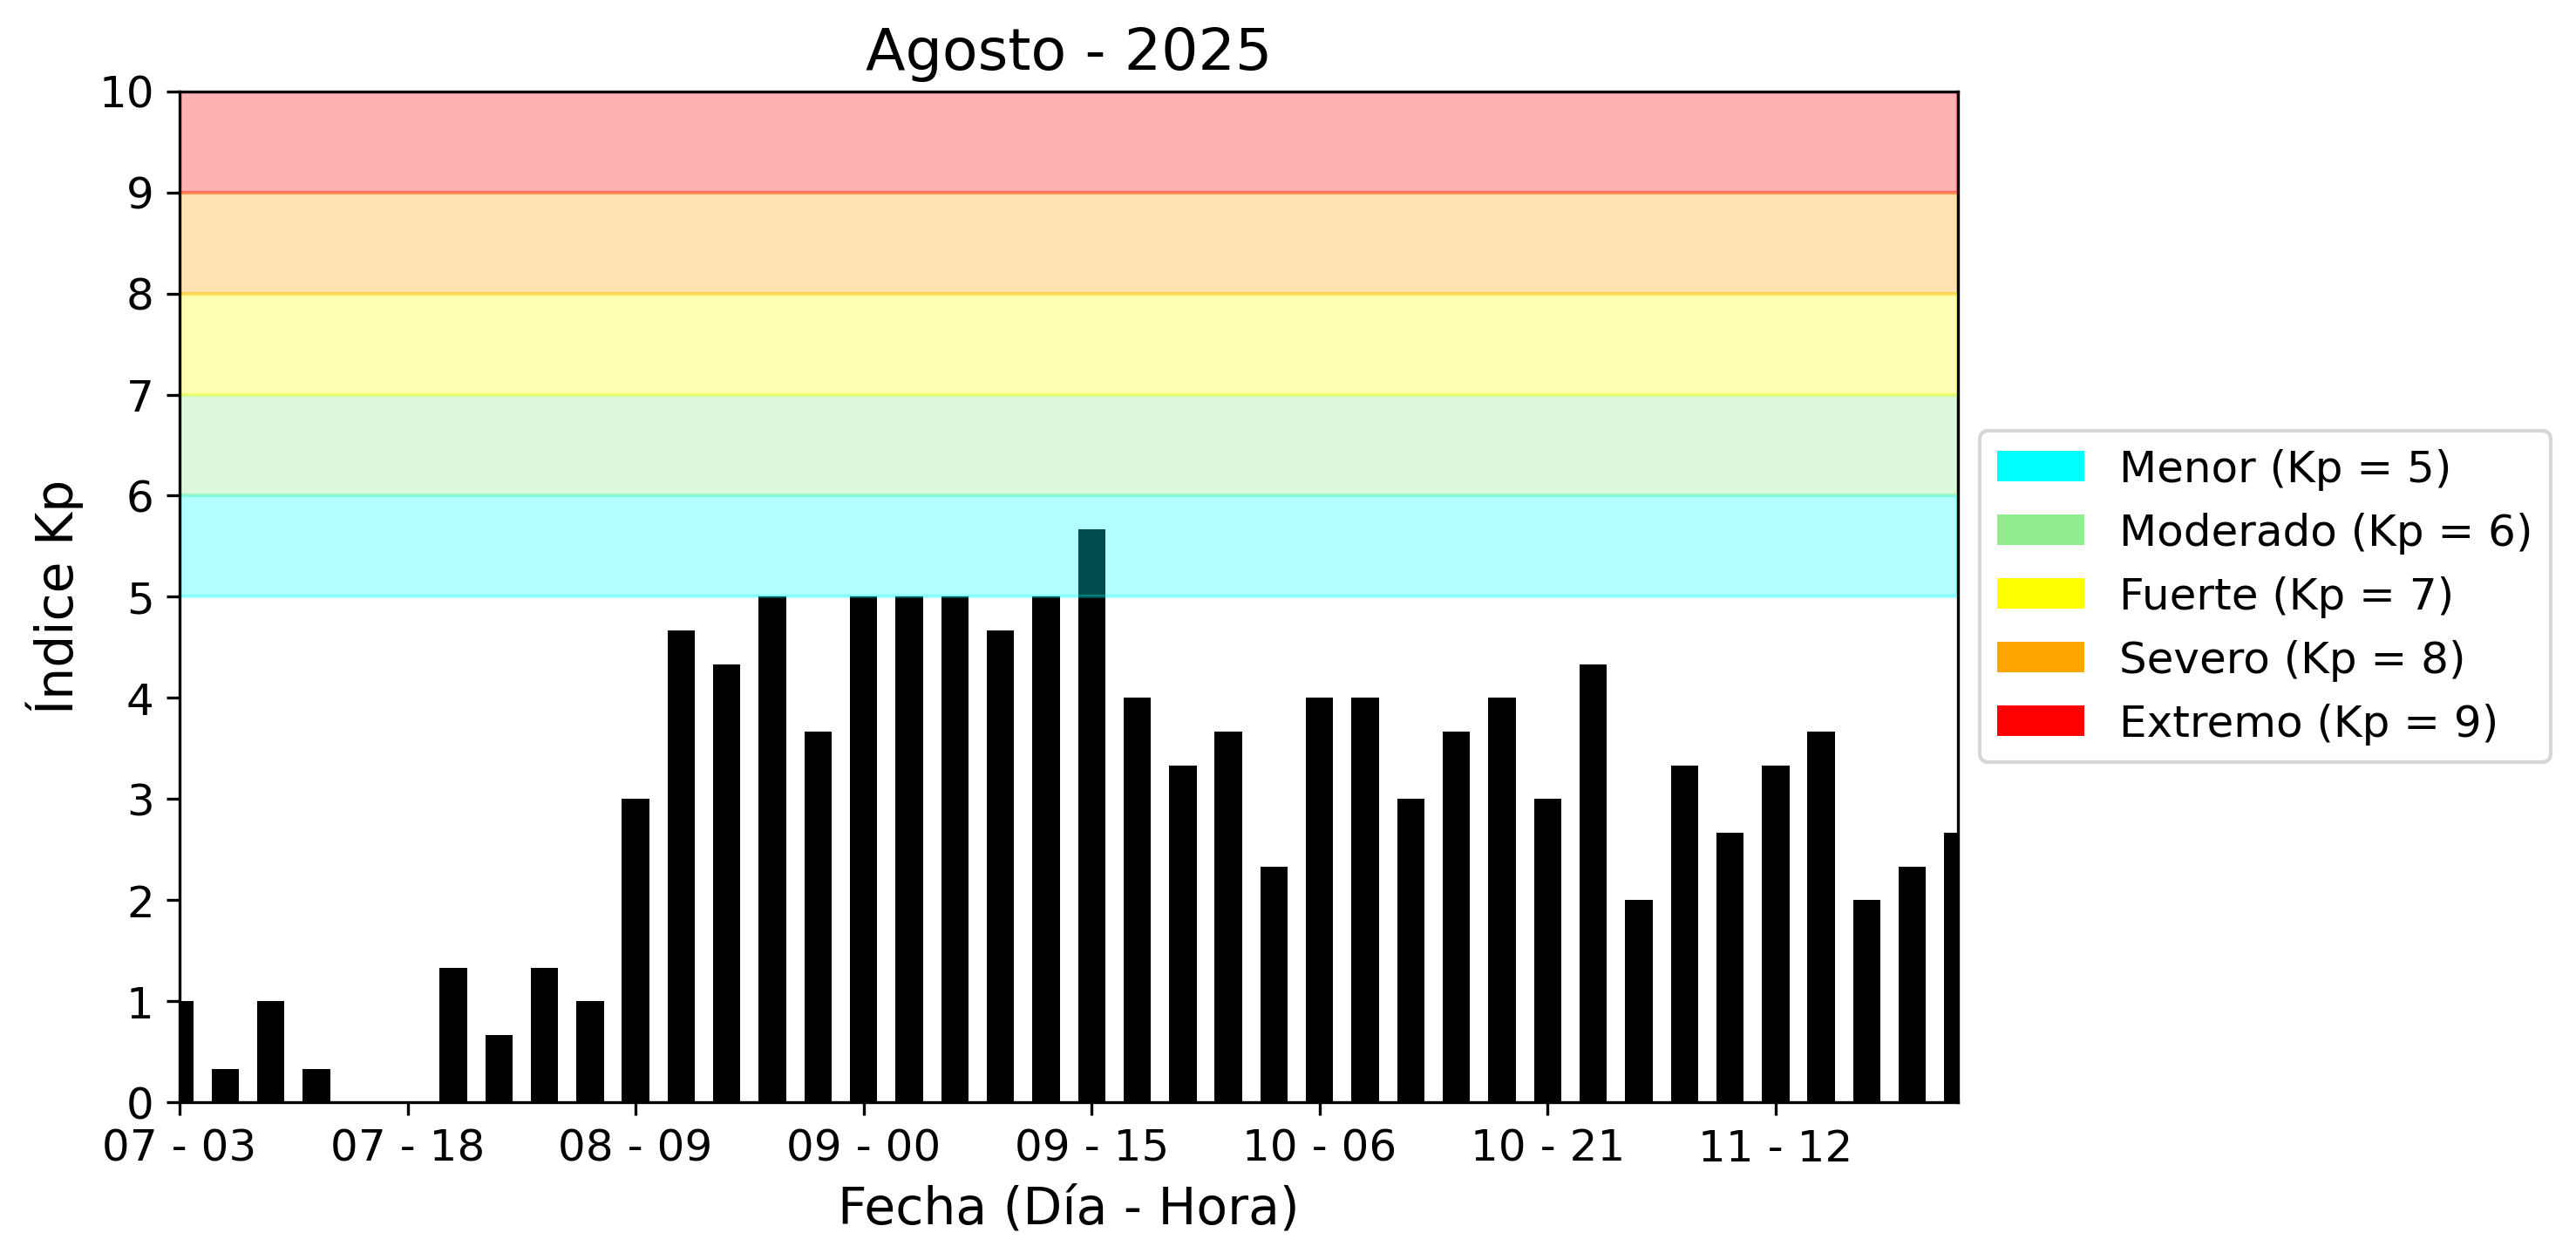 Agosto - 2025
10
9
8
7
6
5
4
3
2
1
0
Índice Kp
07 - 03
07 - 18
08 - 09
09 - 00
09 - 15
10 - 06
10 - 21
11 - 12
Fecha (Día - Hora)
Menor (Kp = 5)
Moderado (Kp = 6)
Fuerte (Kp = 7)
Severo (Kp = 8)
Extremo (Kp = 9)